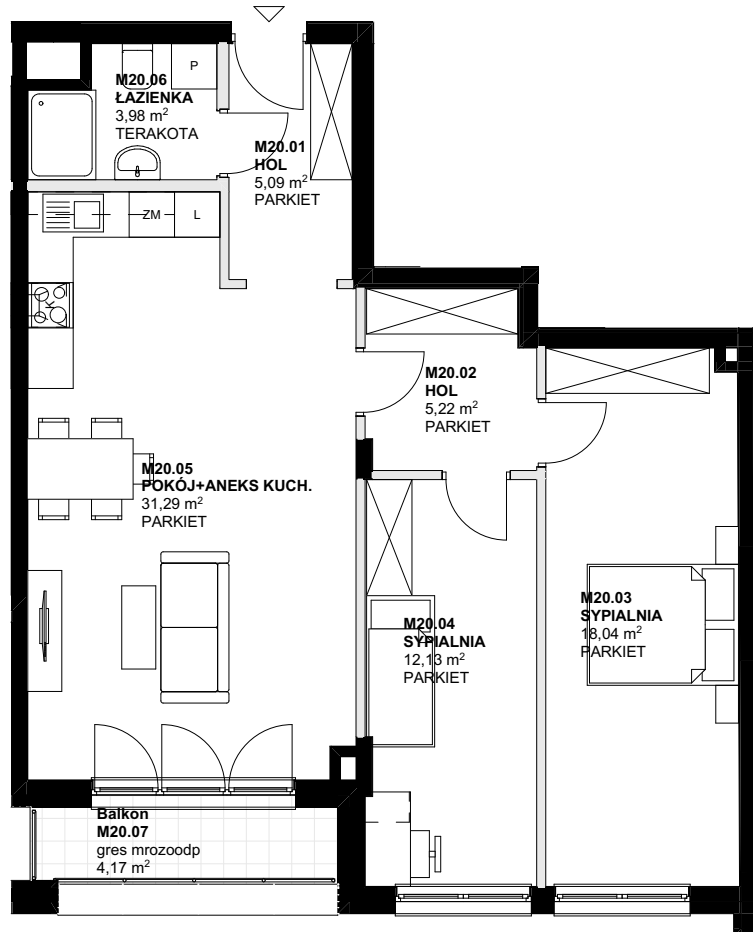 M20.06
ŁAZIENKA
3,98 m²
TERAKOTA
P
M20.01
HOL
5,09 m²
PARKIET
ZM
L
K
M20.02
HOL
5,22 m²
PARKIET
M20.05
POKÓJ+ANEKS KUCH.
31,29 m²
PARKIET
M20.04
SYPIALNIA
12,13 m²
PARKIET
M20.03
SYPIALNIA
18,04 m²
PARKIET
Balkon
M20.07
gres mrozoodp
4,17 m²